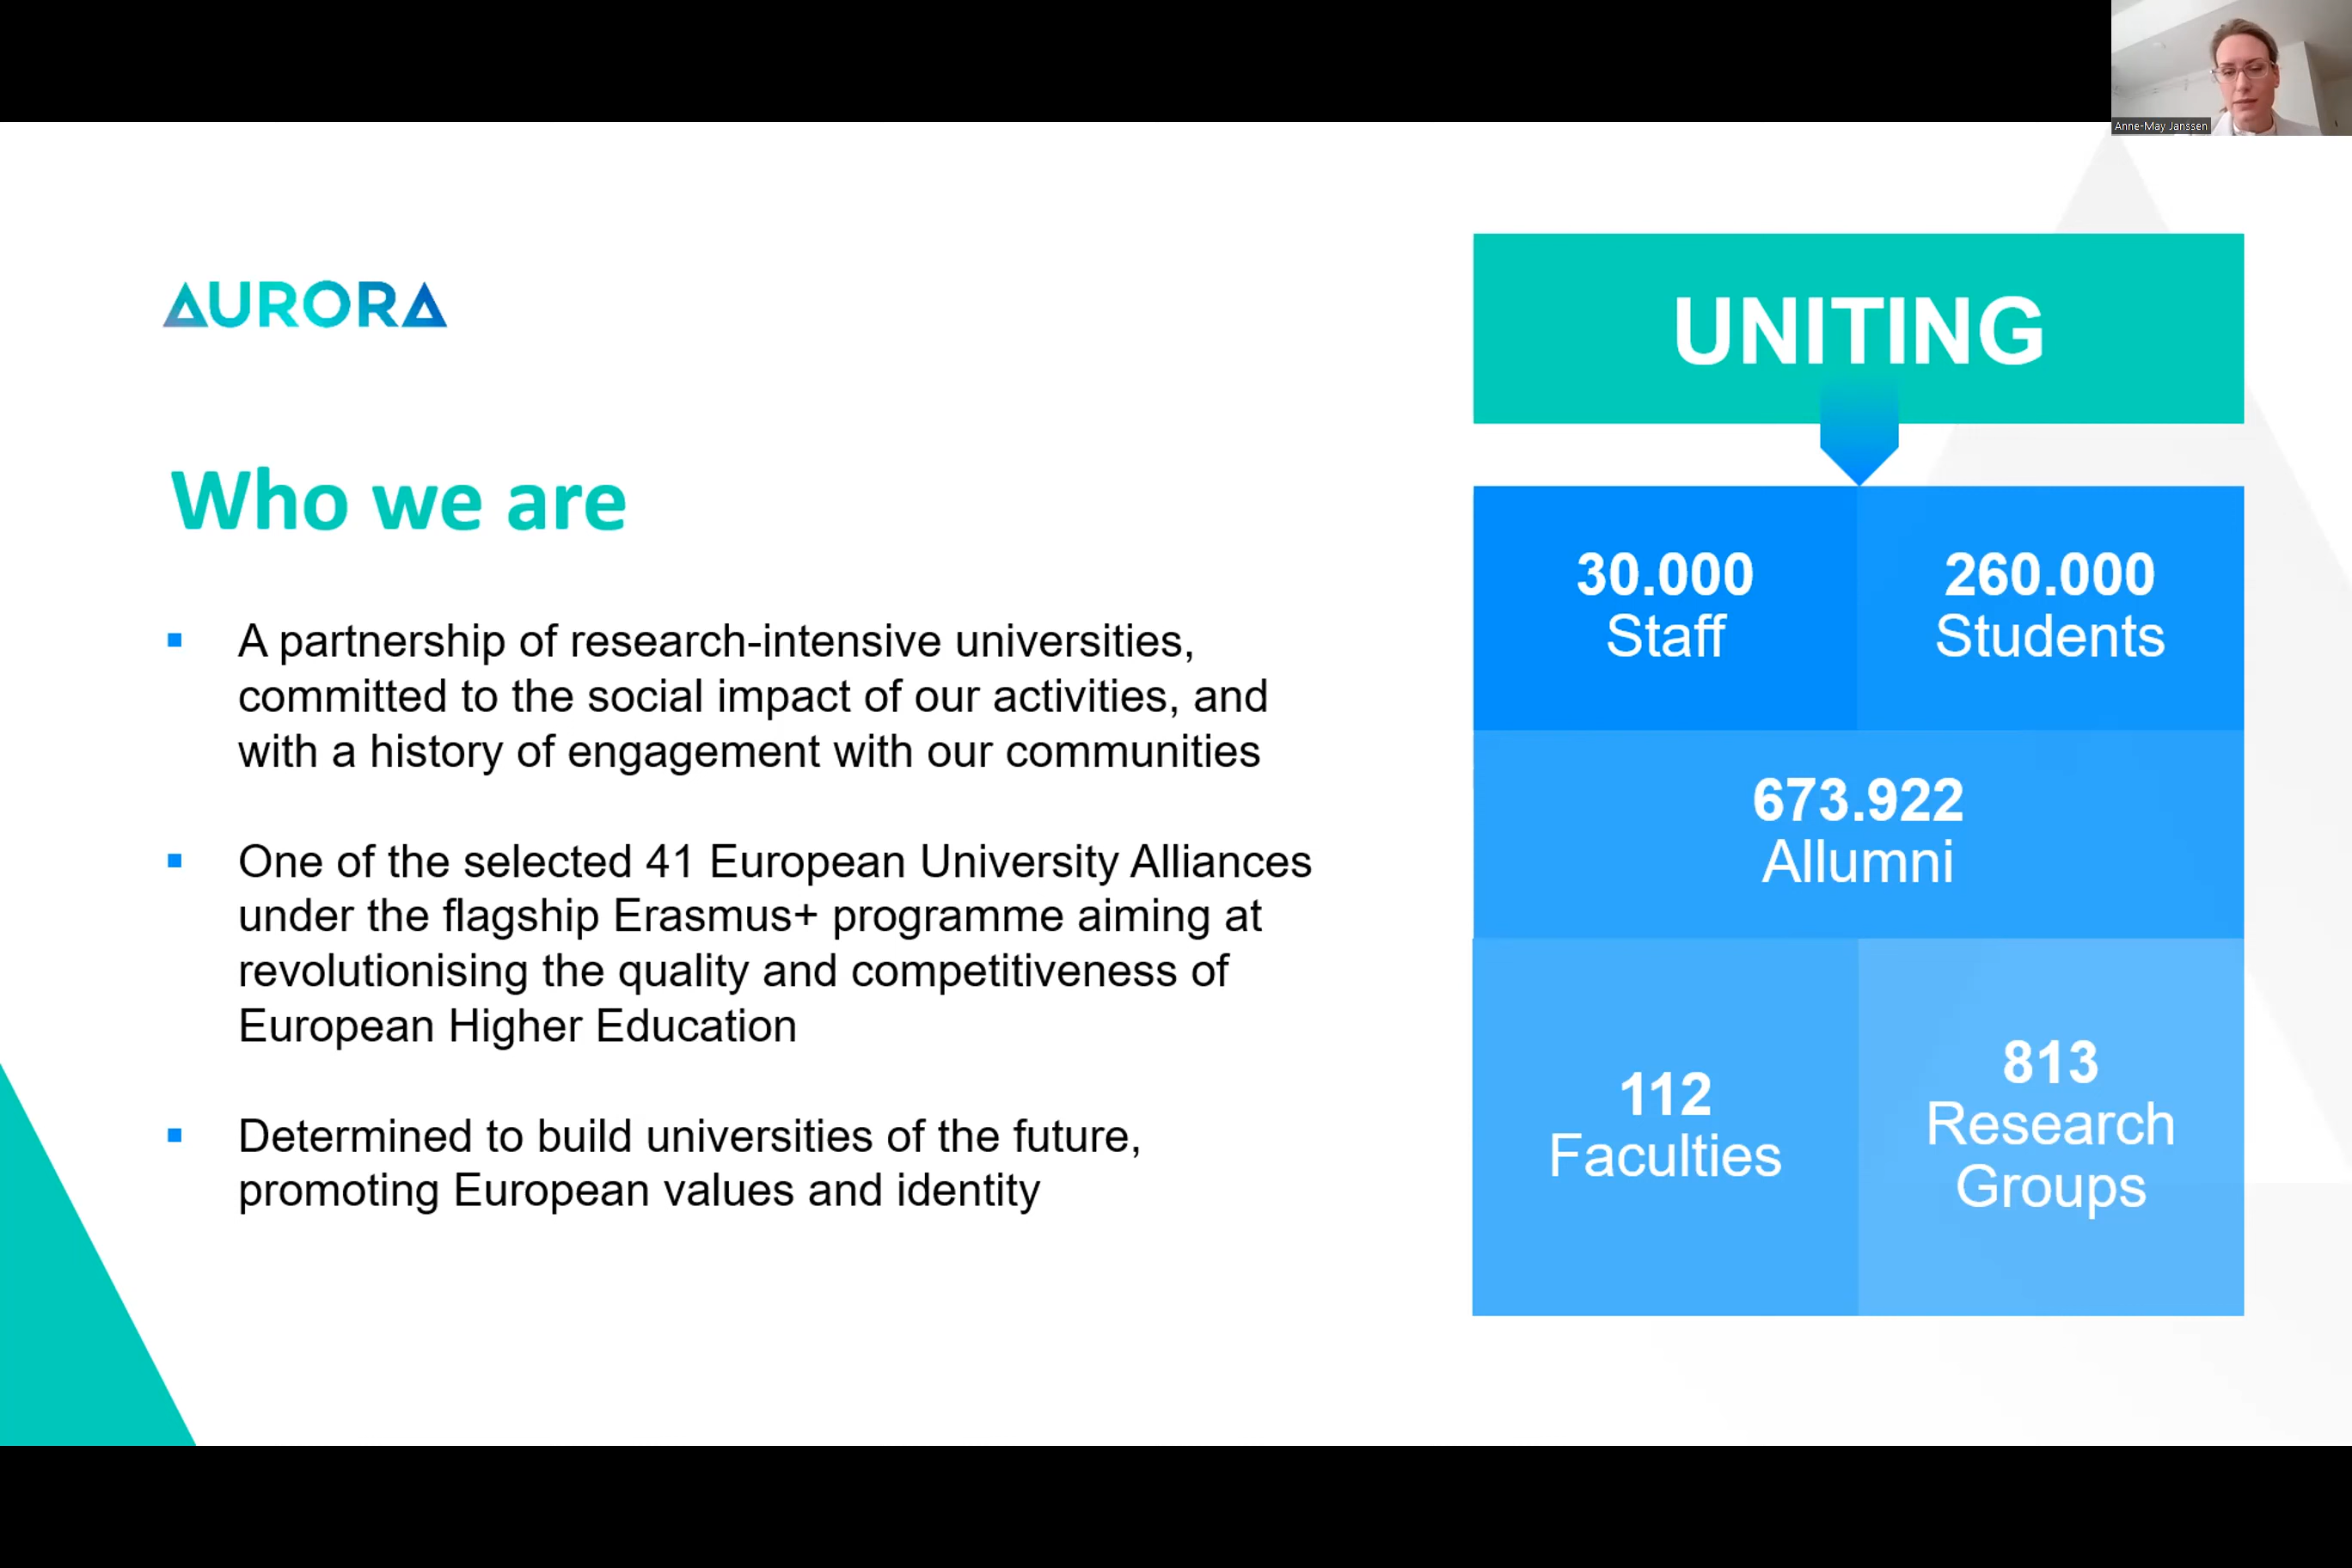 Anne-May Janssen
AURORA
Who we are
A partnership of research-intensive universities,
committed to the social impact of our activities, and
with a history of engagement with our communities
One of the selected 41 European University Alliances
under the flagship Erasmus+ programme aiming at
revolutionising the quality and competitiveness of
European Higher Education
Determined to build universities of the future,
promoting European values and identity
UNITING
30.000
Staff
260.000
Students
673.922
Allumni
112
Faculties
813
Research
Groups